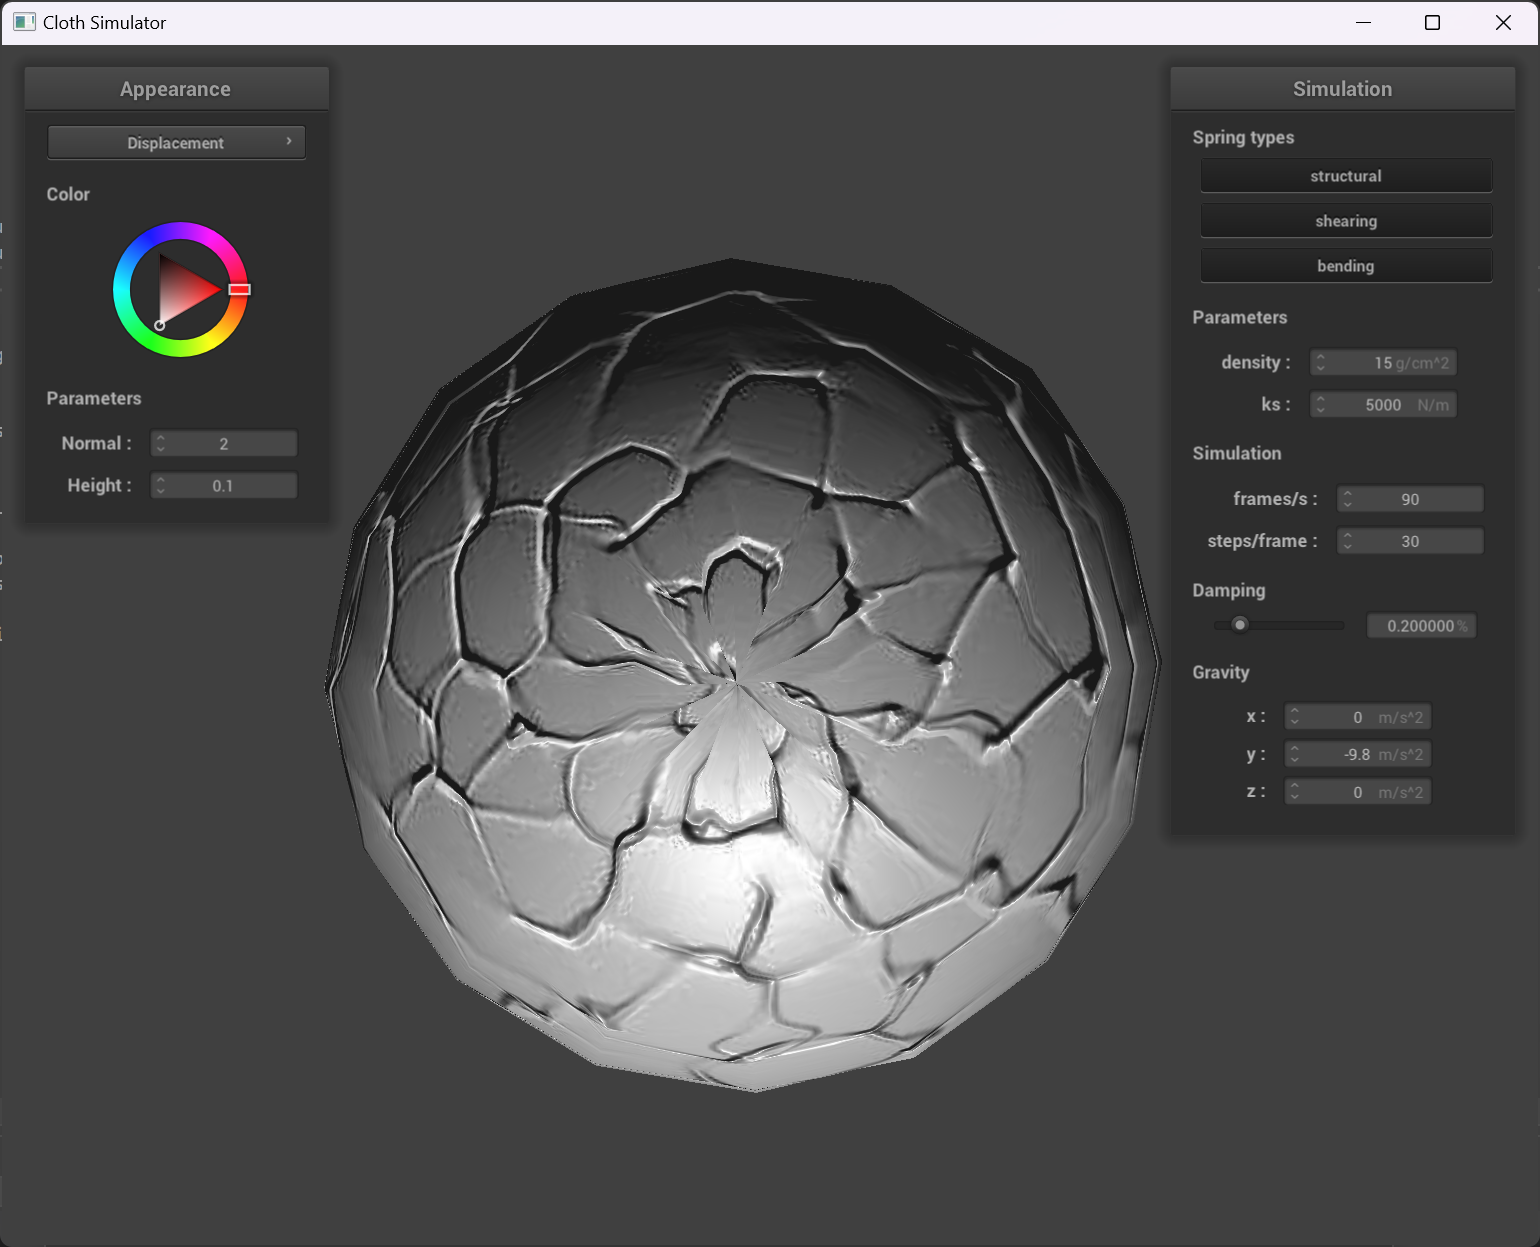 Cloth Simulator
Appearance
Displacement
Color
Parameters
Normal : 2
Height : 0.1
Simulation
Spring types
structural
shearing
bending
Parameters
density : 15 g/cm^2
ks : 5000 N/m
Simulation
frames/s : 90
steps/frame : 30
Damping
0.200000 %
Gravity
x : 0 m/s^2
y : -9.8 m/s^2
z : 0 m/s^2